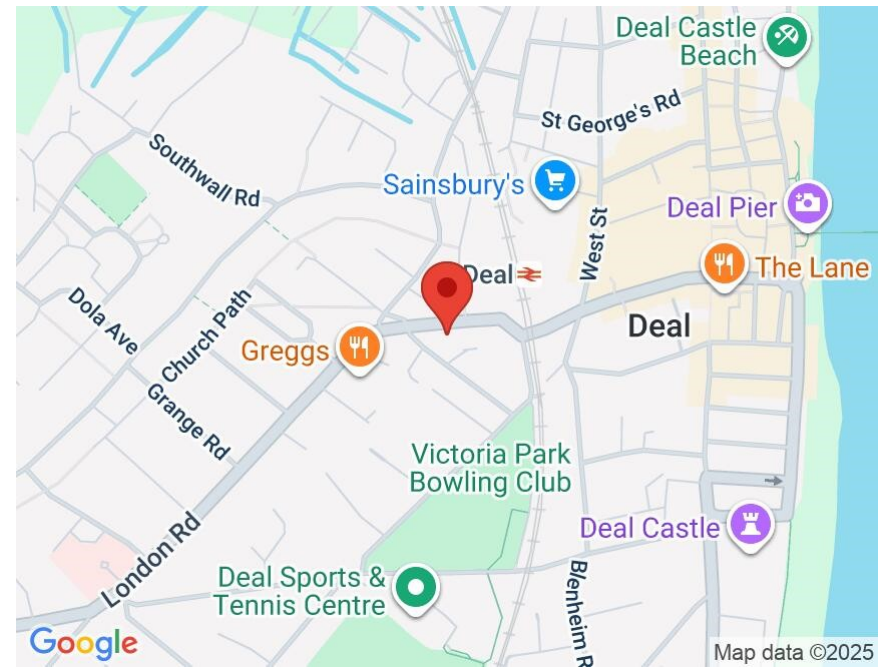 Deal Castle
Beach
St George's Rd
Southwall Rd
Sainsbury's
Deal Pier
West St
Deal
The Lane
Dola Ave
Church Path
Deal
Greggs
Grange Rd
Victoria Park
Bowling Club
London Rd
Deal Castle
Deal Sports &
Tennis Centre
Blenheim R
Google
Map data ©2025